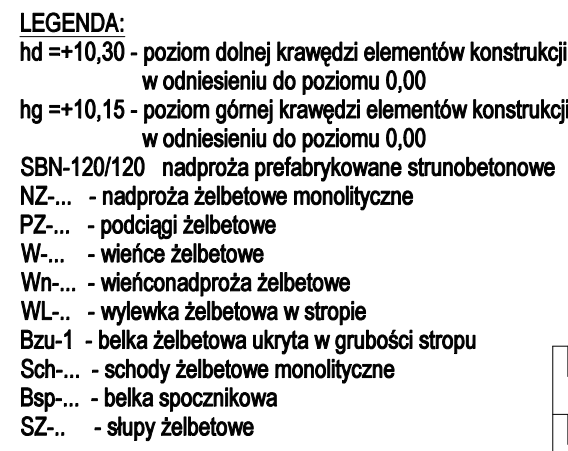 LEGENDA:
hd =+10,30 - poziom dolnej krawędzi elementów konstrukcji
w odniesieniu do poziomu 0,00
hg =+10,15 - poziom górnej krawędzi elementów konstrukcji
w odniesieniu do poziomu 0,00
SBN-120/120 nadproża prefabrykowane strunobetonowe
NZ-... - nadproża żelbetowe monolityczne
PZ-... - podciągi żelbetowe
W-... - wieńce żelbetowe
Wn-... - wieńconadproża żelbetowe
WL-.. - wylewka żelbetowa w stropie
Bzu-1 - belka żelbetowa ukryta w grubości stropu
Sch-... - schody żelbetowe monolityczne
Bsp-... - belka spocznikowa
SZ-.. - słupy żelbetowe